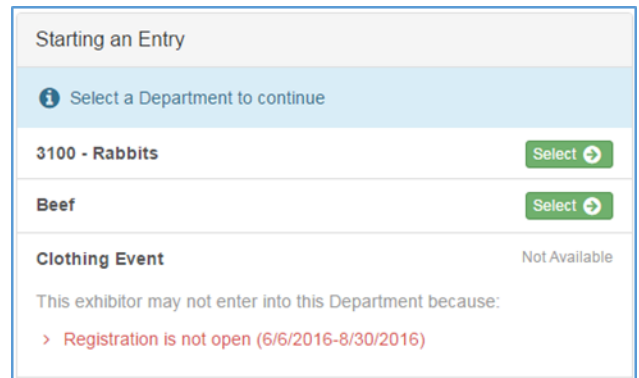 Starting an Entry
Select a Department to continue
3100 - Rabbits Select
Beef Select
Clothing Event Not Available
This exhibitor may not enter into this Department because:
> Registration is not open (6/6/2016-8/30/2016)